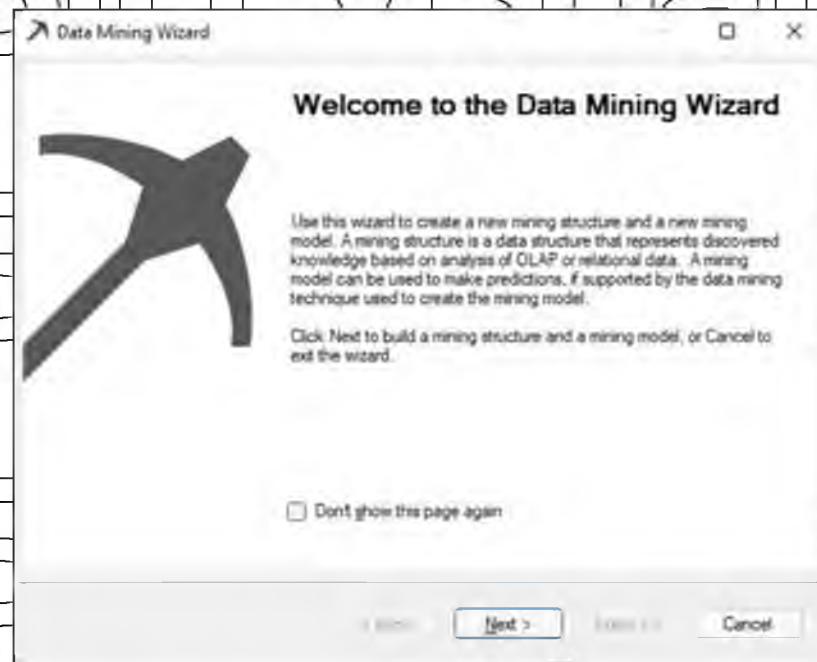 Data Mining Wizard
Welcome to the Data Mining Wizard
Use this wizard to create a new mining structure and a new mining
model. A mining structure is a data structure that represents discovered
knowledge based on analysis of OLAP or relational data. A mining
model can be used to make predictions, if supported by the data mining
technique used to create the mining model.
Click Next to build a mining structure and a mining model, or Cancel to
exit the wizard.
Don't show this page again
Next >
Cancel